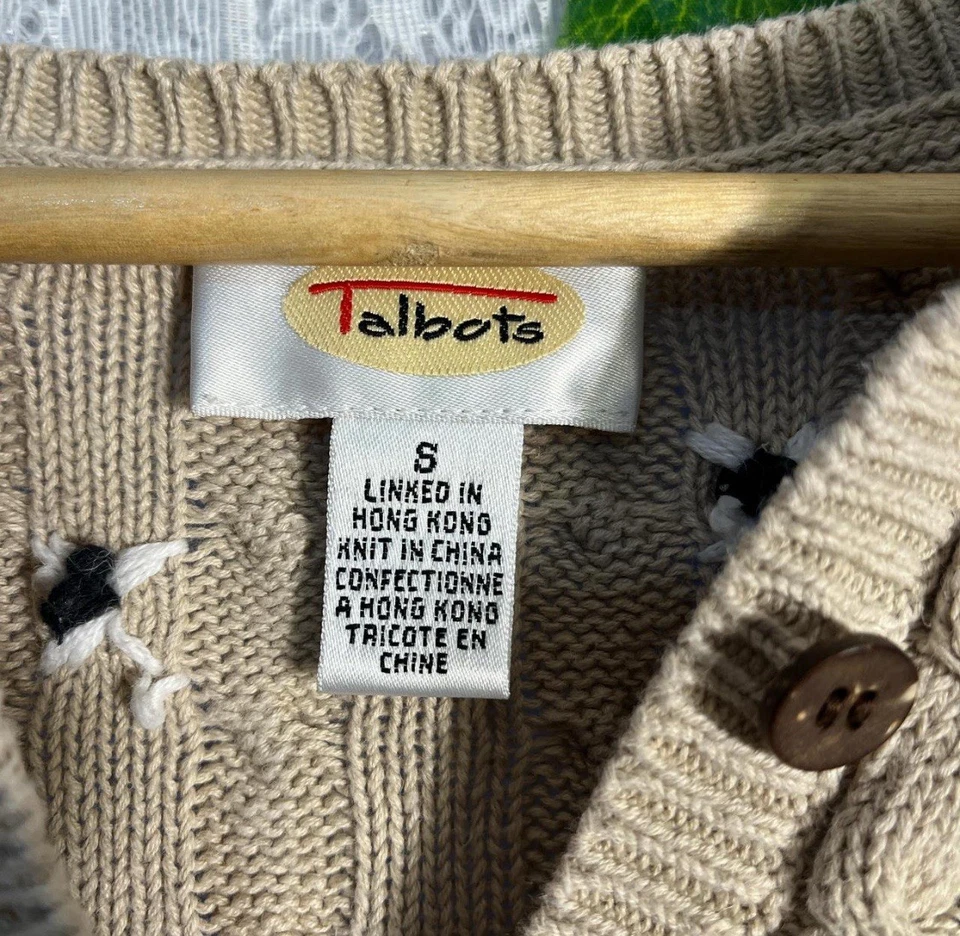 Talbots
S
LINKED IN
HONG KONG
KNIT IN CHINA
CONFECTIONNE
A HONG KONG
TRICOTE EN
CHINE